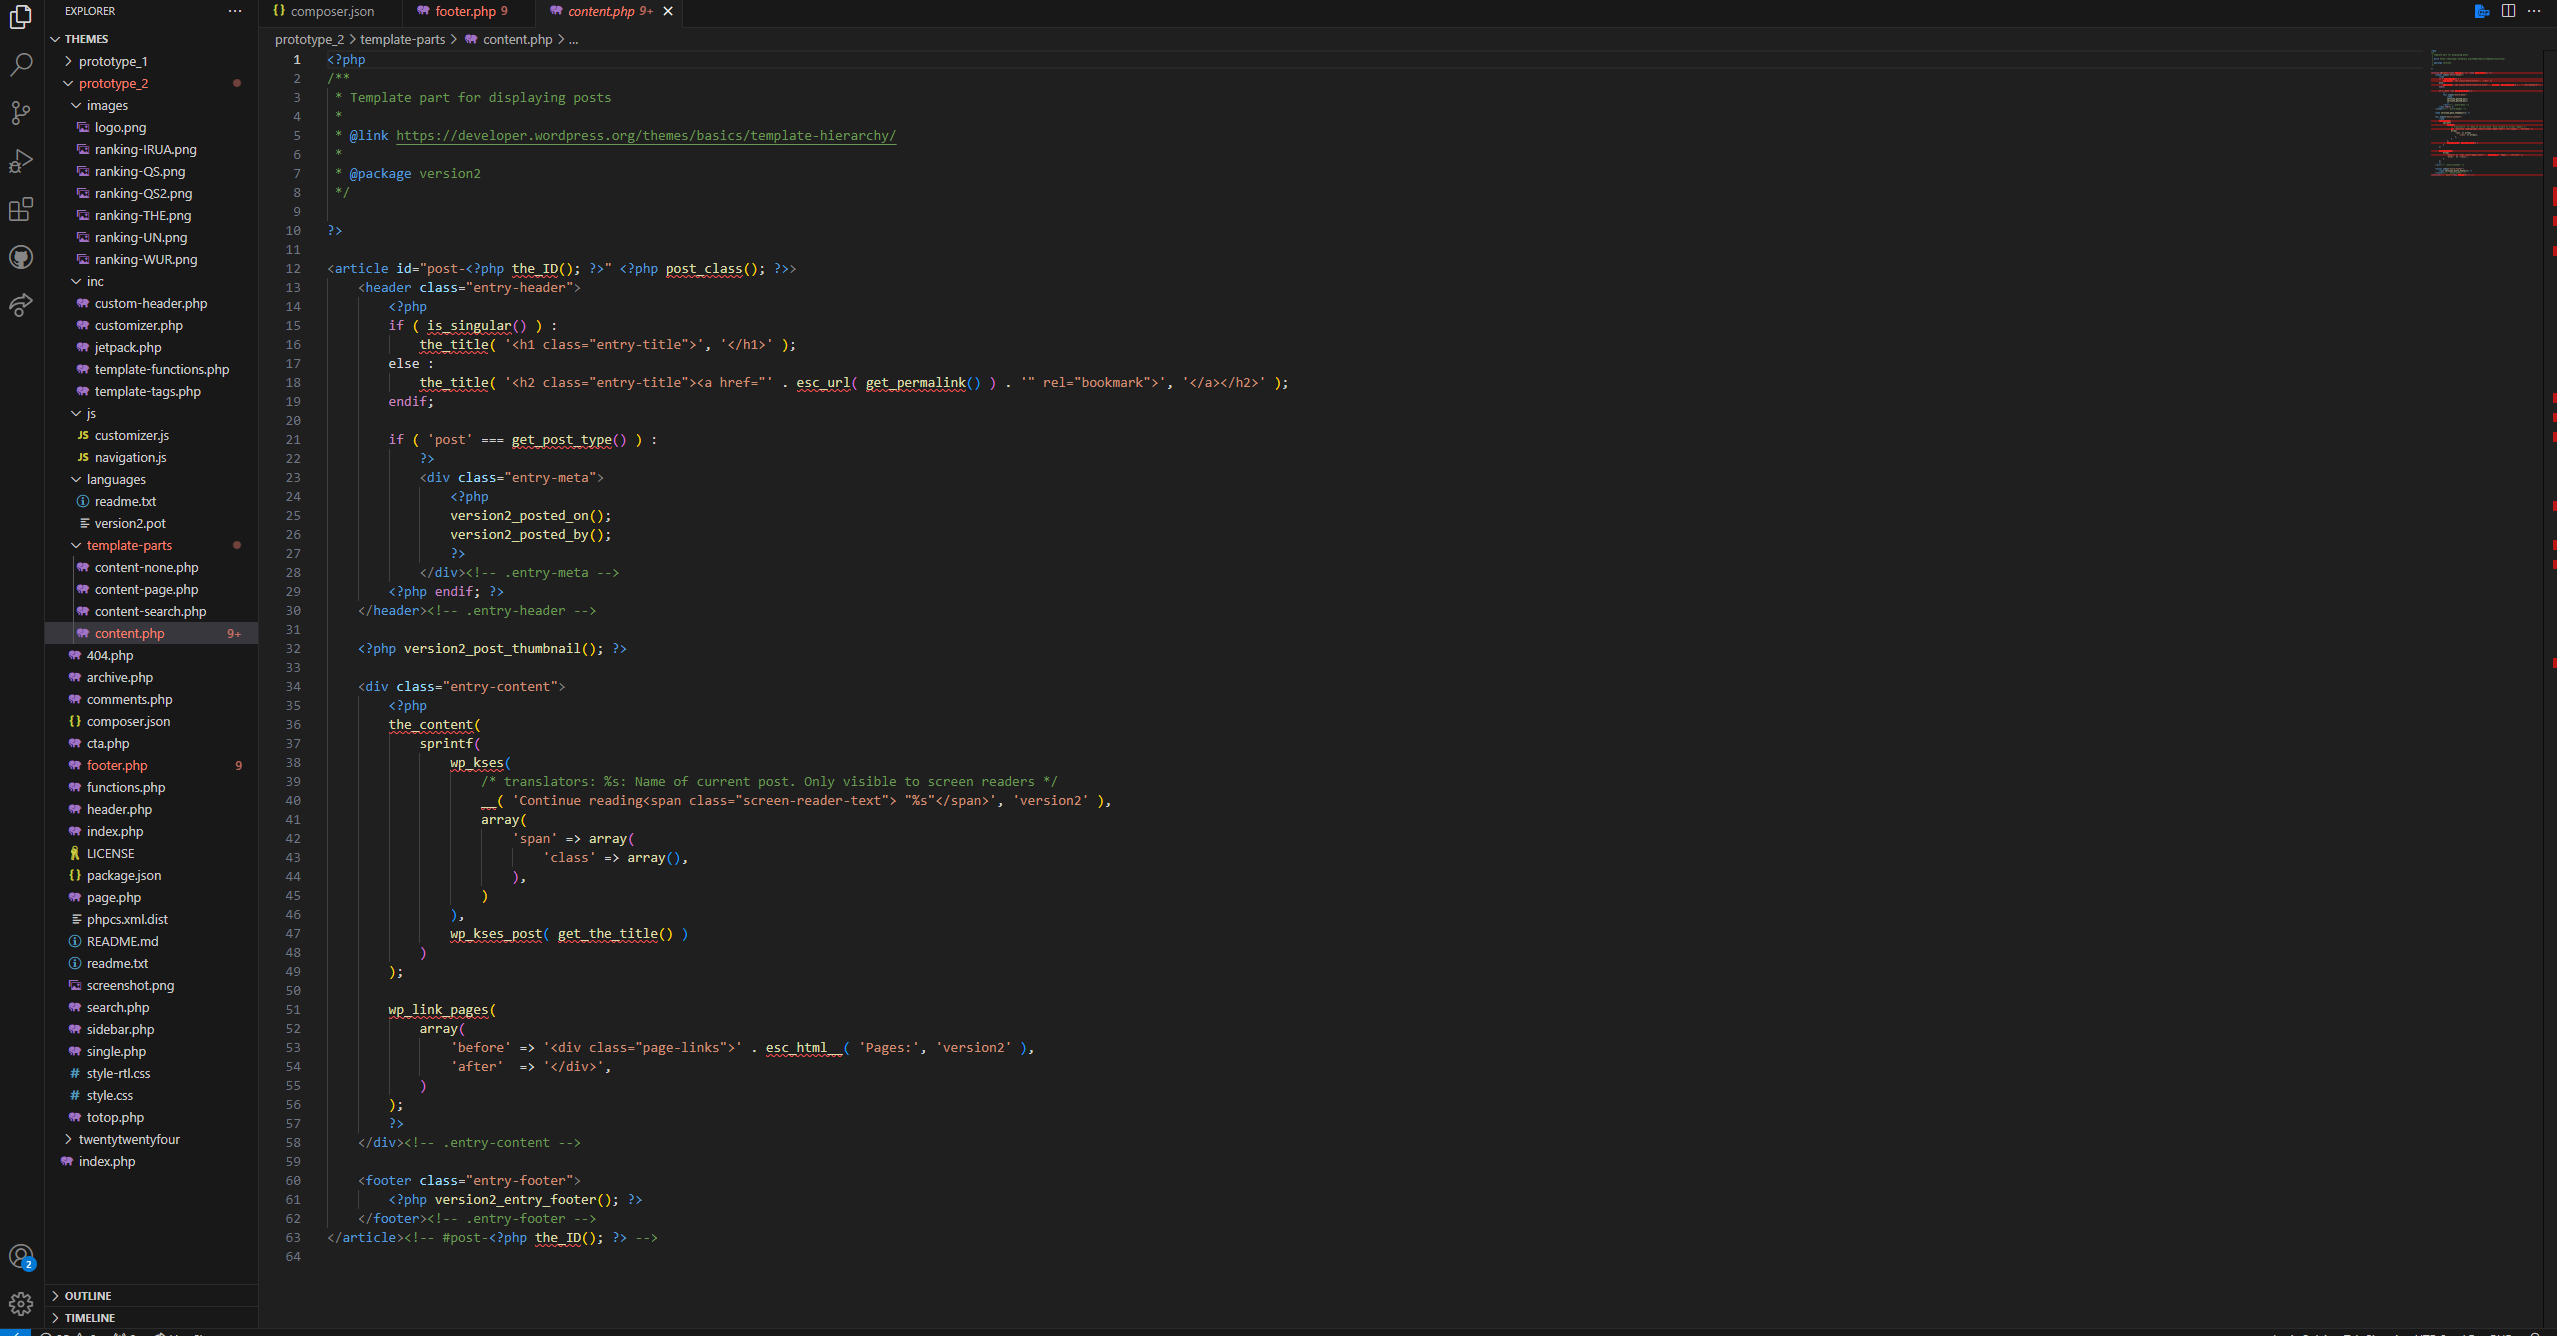 EXPLORER
THEMES
prototype_1
prototype_2
images
logo.png
ranking-IRUA.png
ranking-QS.png
ranking-QS2.png
ranking-THE.png
ranking-UN.png
ranking-WUR.png
inc
custom-header.php
customizer.php
jetpack.php
template-functions.php
template-tags.php
js
JS customizer.js
JS navigation.js
languages
readme.txt
version2.pot
template-parts
content-none.php
content-page.php
content-search.php
content.php 9+
404.php
archive.php
comments.php
{} composer.json
cta.php
footer.php 9
functions.php
header.php
index.php
LICENSE
{} package.json
page.php
phpcs.xml.dist
README.md
readme.txt
screenshot.png
search.php
sidebar.php
single.php
# style-rtl.css
# style.css
totop.php
twentytwentyfour
index.php
OUTLINE
TIMELINE
2
{} composer.json
footer.php 9
content.php 9+
prototype_2 > template-parts > content.php > ...
1 <?php
2 /**
3 * Template part for displaying posts
4 *
5 * @link https://developer.wordpress.org/themes/basics/template-hierarchy/
6 *
7 * @package version2
8 */
9
10 ?>
11
12 <article id="post-<?php the_ID(); ?>" <?php post_class(); ?>>
13 <header class="entry-header">
14 <?php
15 if ( is_singular() ) :
16 the_title( '<h1 class="entry-title">', '</h1>' );
17 else :
18 the_title( '<h2 class="entry-title"><a href="' . esc_url( get_permalink() ) . '" rel="bookmark">', '</a></h2>' );
19 endif;
20
21 if ( 'post' === get_post_type() ) :
22 ?>
23 <div class="entry-meta">
24 <?php
25 version2_posted_on();
26 version2_posted_by();
27 ?>
28 </div><!-- .entry-meta -->
29 <?php endif; ?>
30 </header><!-- .entry-header -->
31
32 <?php version2_post_thumbnail(); ?>
33
34 <div class="entry-content">
35 <?php
36 the_content(
37 sprintf(
38 wp_kses(
39 /* translators: %s: Name of current post. Only visible to screen readers */
40 __( 'Continue reading<span class="screen-reader-text"> "%s"</span>', 'version2' ),
41 array(
42 'span' => array(
43 'class' => array(),
44 ),
45 )
46 ),
47 wp_kses_post( get_the_title() )
48 )
49 );
50
51 wp_link_pages(
52 array(
53 'before' => '<div class="page-links">' . esc_html__( 'Pages:', 'version2' ),
54 'after' => '</div>',
55 )
56 );
57 ?>
58 </div><!-- .entry-content -->
59
60 <footer class="entry-footer">
61 <?php version2_entry_footer(); ?>
62 </footer><!-- .entry-footer -->
63 </article><!-- #post-<?php the_ID(); ?> -->
64